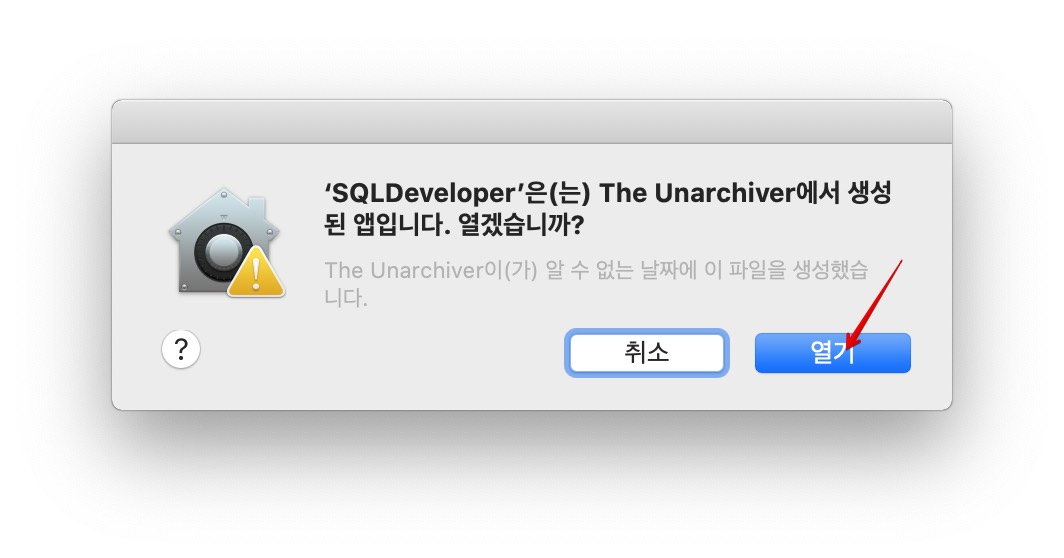 ‘SQLDeveloper’은(는) The Unarchiver에서 생성
된 앱입니다. 열겠습니까?
The Unarchiver이(가) 알 수 없는 날짜에 이 파일을 생성했습
니다.
?
취소
열기